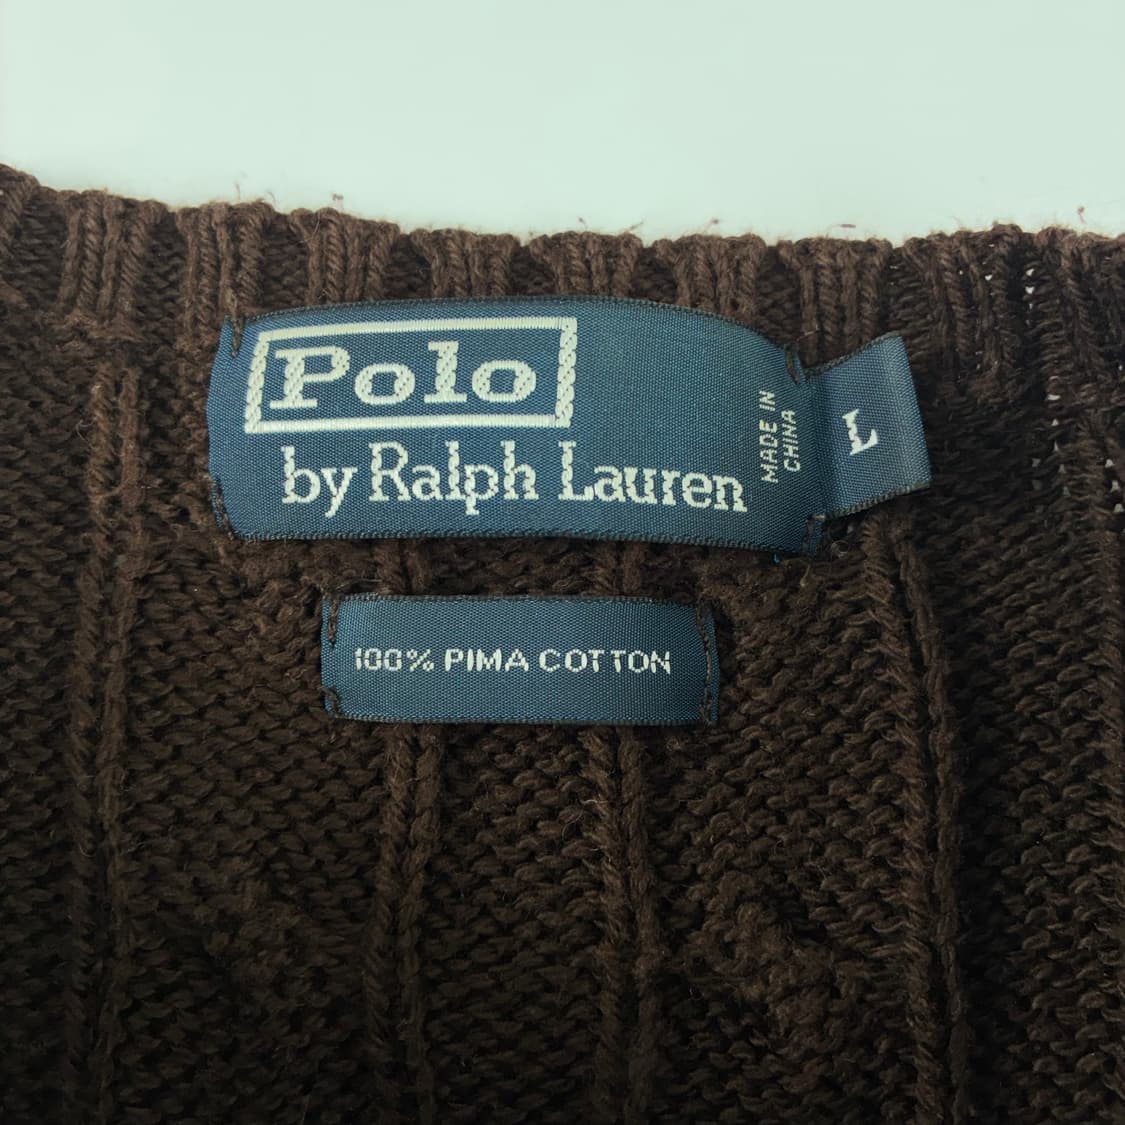 Polo
by Ralph Lauren
MADE IN
CHINA
L
100% PIMA COTTON